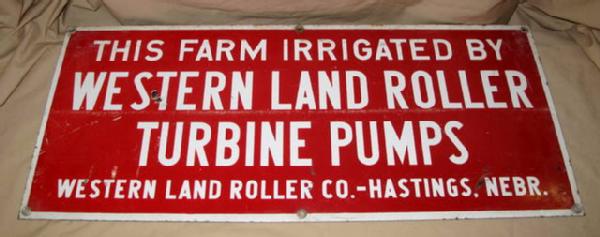 THIS FARM IRRIGATED BY
WESTERN LAND ROLLER
TURBINE PUMPS
WESTERN LAND ROLLER CO.-HASTINGS, NEBR.